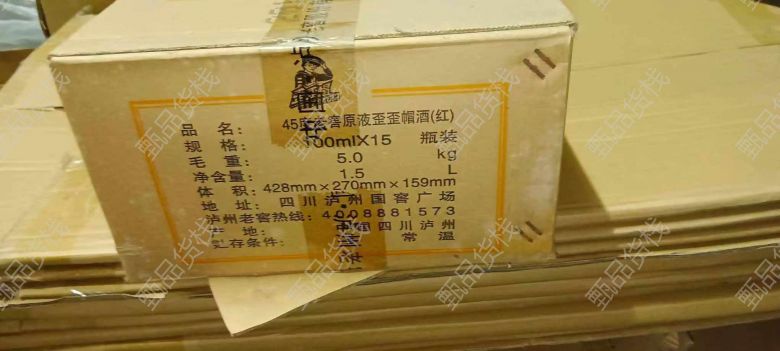 品 名: 45度老窖原液歪歪帽酒(红)
规 格: 100mlX15 瓶装
毛 重: 5.0 kg
净含量: 1.5 L
体 积: 428mm×270mm×159mm
地 址: 四川泸州国窖广场
泸州老窖热线: 4008881573
产 地: 中国四川泸州
贮存条件: 常温
甄品货栈